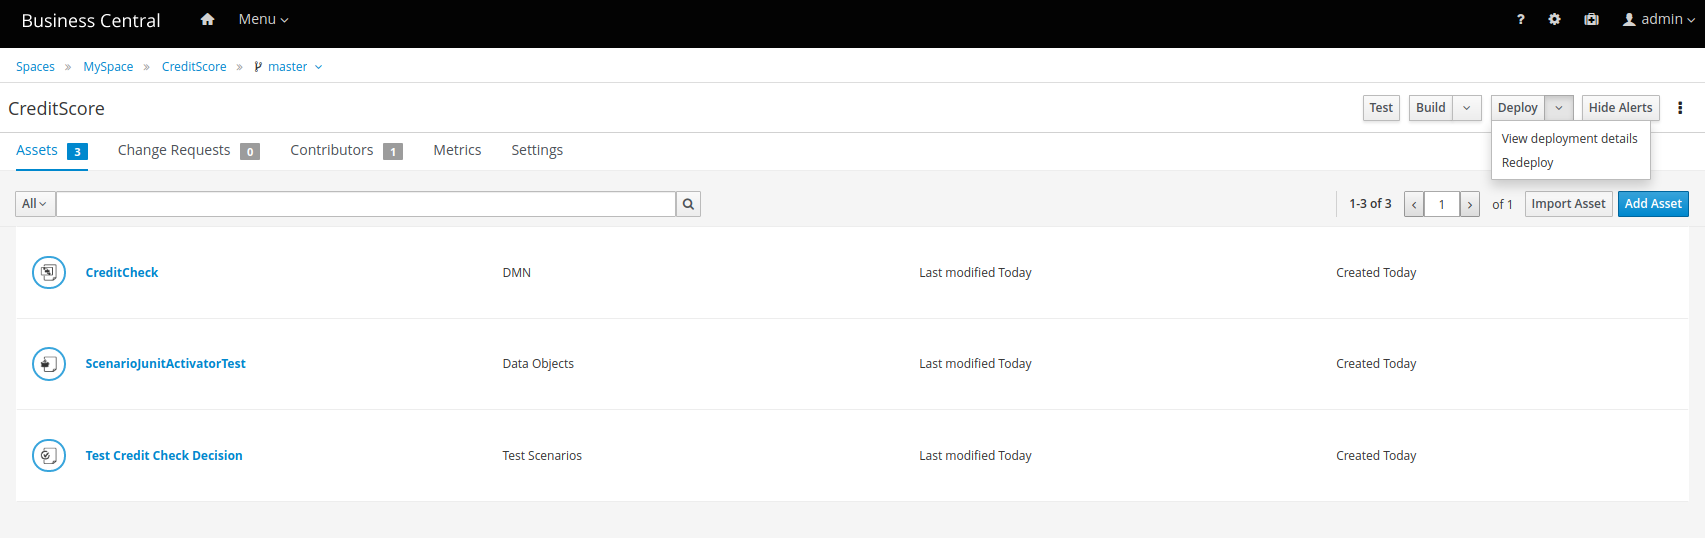 Business Central Menu ? admin
Spaces » MySpace » CreditScore » master
CreditScore Test Build Deploy Hide Alerts
View deployment details
Redeploy
Assets 3 Change Requests 0 Contributors 1 Metrics Settings
All 1-3 of 3 < 1 > of 1 Import Asset Add Asset
CreditCheck DMN Last modified Today Created Today
ScenarioJunitActivatorTest Data Objects Last modified Today Created Today
Test Credit Check Decision Test Scenarios Last modified Today Created Today